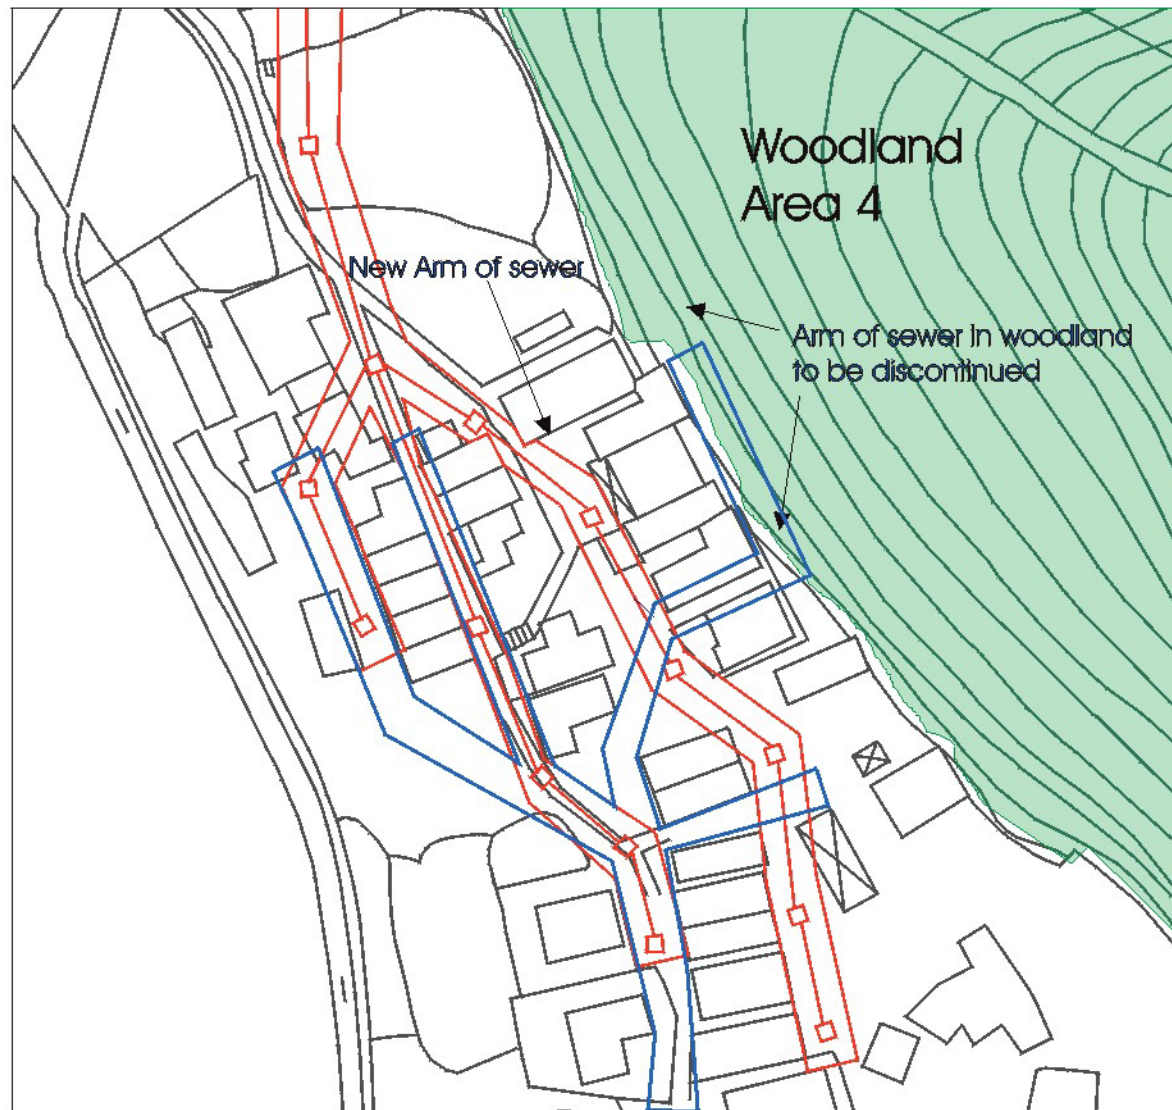 Woodland
Area 4
New Arm of sewer
Arm of sewer in woodland
to be discontinued